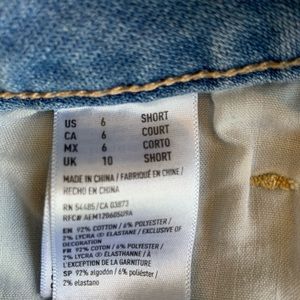 US 6 SHORT
CA 6 COURT
MX 6 CORTO
UK 10 SHORT
MADE IN CHINA / FABRIQUÉ EN CHINE /
HECHO EN CHINA
RN 54485/CA 03873
RFC# AEM120605U9A
EN 92% COTTON / 6% POLYESTER/
2% LYCRA ® ELASTANE / EXCLUSIVE OF
DECORATION
FR 92% COTON / 6% POLYESTER /
2% LYCRA ® ÉLASTHANNE / À
L'EXCEPTION DE LA GARNITURE
SP 92% algodón / 6% poliéster /
2% elastano